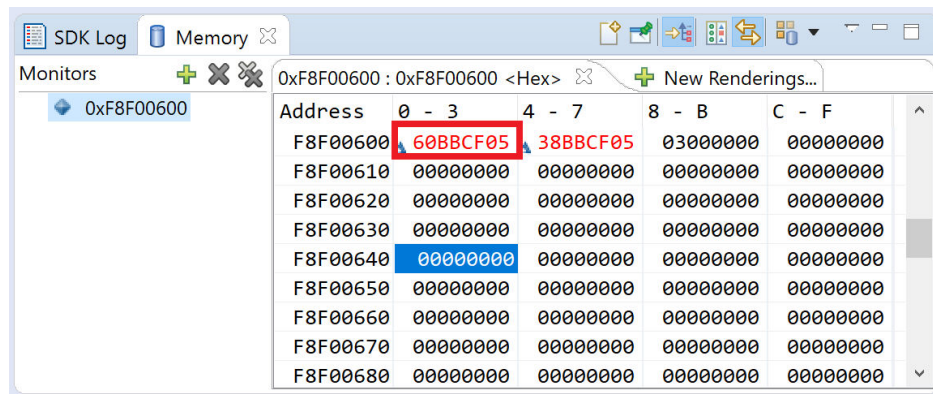 SDK Log Memory
Monitors 0xF8F00600 : 0xF8F00600 <Hex> New Renderings...
0xF8F00600 Address 0 - 3 4 - 7 8 - B C - F
F8F00600 60BBCF05 38BBCF05 03000000 00000000
F8F00610 00000000 00000000 00000000 00000000
F8F00620 00000000 00000000 00000000 00000000
F8F00630 00000000 00000000 00000000 00000000
F8F00640 00000000 00000000 00000000 00000000
F8F00650 00000000 00000000 00000000 00000000
F8F00660 00000000 00000000 00000000 00000000
F8F00670 00000000 00000000 00000000 00000000
F8F00680 00000000 00000000 00000000 00000000